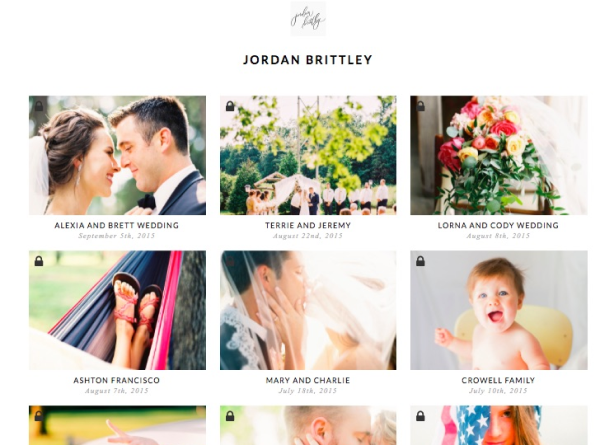 JORDAN BRITTLEY
ALEXIA AND BRETT WEDDING
September 5th, 2015
TERRIE AND JEREMY
August 22nd, 2015
LORNA AND CODY WEDDING
August 8th, 2015
ASHTON FRANCISCO
August 7th, 2015
MARY AND CHARLIE
July 18th, 2015
CROWELL FAMILY
July 10th, 2015